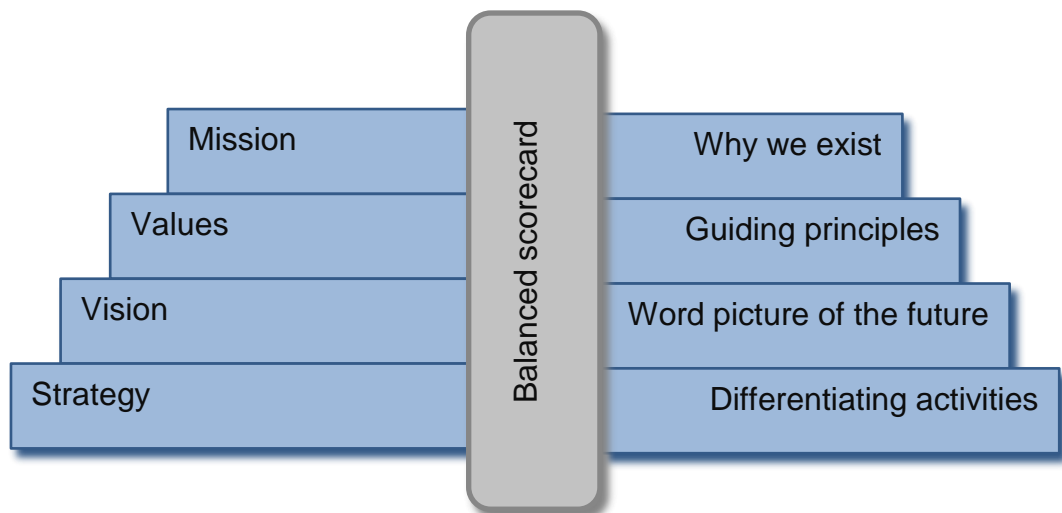 Mission
Why we exist
Values
Guiding principles
Vision
Word picture of the future
Strategy
Differentiating activities
Balanced scorecard